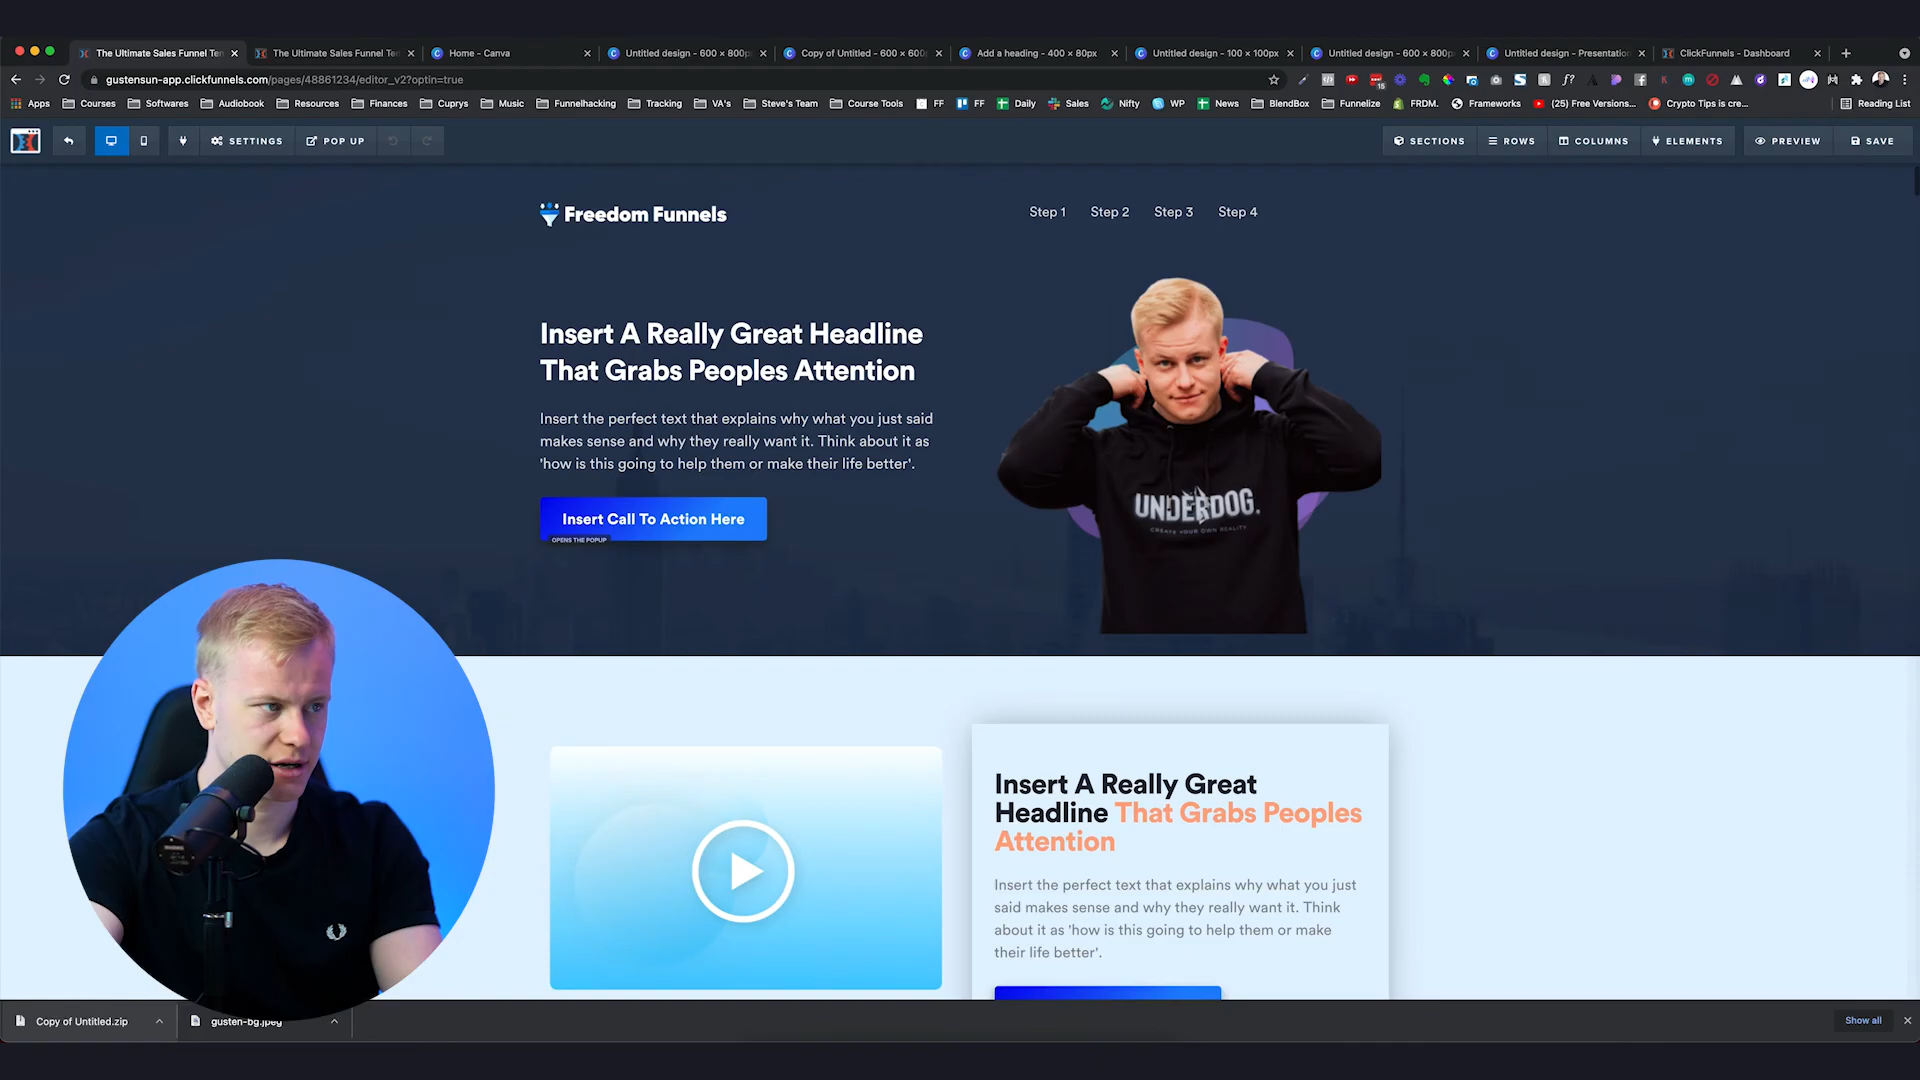 The Ultimate Sales Funnel Ten
The Ultimate Sales Funnel Ten
Home - Canva
Untitled design - 600 × 800p
Copy of Untitled - 600 × 600
Add a heading - 400 × 80px
Untitled design - 100 × 100px
Untitled design - 600 × 800p
Untitled design - Presentation
ClickFunnels - Dashboard
gustensun-app.clickfunnels.com/pages/48861234/editor_v2?optin=true
15
f?
Apps
Courses
Softwares
Audiobook
Resources
Finances
Cuprys
Music
Funnelhacking
Tracking
VA's
Steve's Team
Course Tools
FF
FF
Daily
Sales
Nifty
WP
News
BlendBox
Funnelize
FRDM.
Frameworks
(25) Free Versions...
Crypto Tips is cre...
Reading List
SETTINGS
POP UP
SECTIONS
ROWS
COLUMNS
ELEMENTS
PREVIEW
SAVE
Freedom Funnels
Step 1
Step 2
Step 3
Step 4
Insert A Really Great Headline
That Grabs Peoples Attention
Insert the perfect text that explains why what you just said
makes sense and why they really want it. Think about it as
'how is this going to help them or make their life better'.
Insert Call To Action Here
OPENS THE POPUP
UNDERDOG.
CREATE YOUR OWN REALITY
Insert A Really Great
Headline That Grabs Peoples
Attention
Insert the perfect text that explains why what you just
said makes sense and why they really want it. Think
about it as 'how is this going to help them or make
their life better'.
Copy of Untitled.zip
gusten-bg.jpeg
Show all